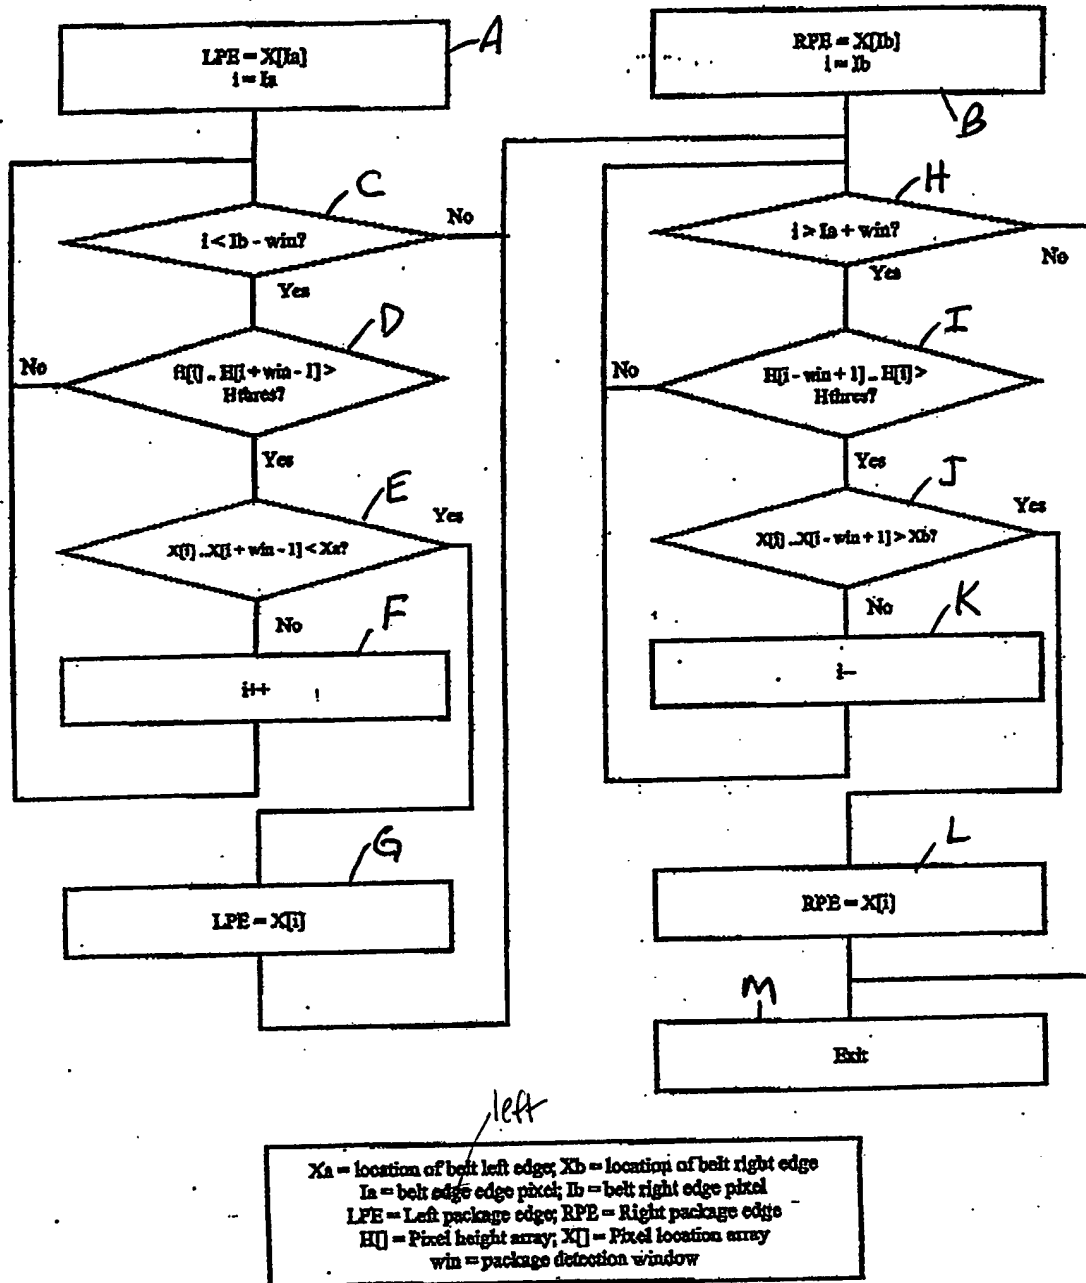 LPE = X[Ia]
i = Ia
A
RPE = X[Ib]
i = Ib
B
C
i < Ib - win?
No
Yes
D
H[i] .. H[i + win - 1] >
Hthres?
No
Yes
E
X[i] ..X[i + win - 1] < Xa?
Yes
No
F
i++
G
LPE = X[i]
H
i > Ia + win?
No
Yes
I
H[i - win + 1] .. H[i] >
Hthres?
No
Yes
J
X[i] ..X[i - win + 1] > Xb?
Yes
No
K
i--
L
RPE = X[i]
M
Exit
left
Xa = location of belt left edge; Xb = location of belt right edge
Ia = belt edge edge pixel; Ib = belt right edge pixel
LPE = Left package edge; RPE = Right package edge
H[] = Pixel height array; X[] = Pixel location array
win = package detection window